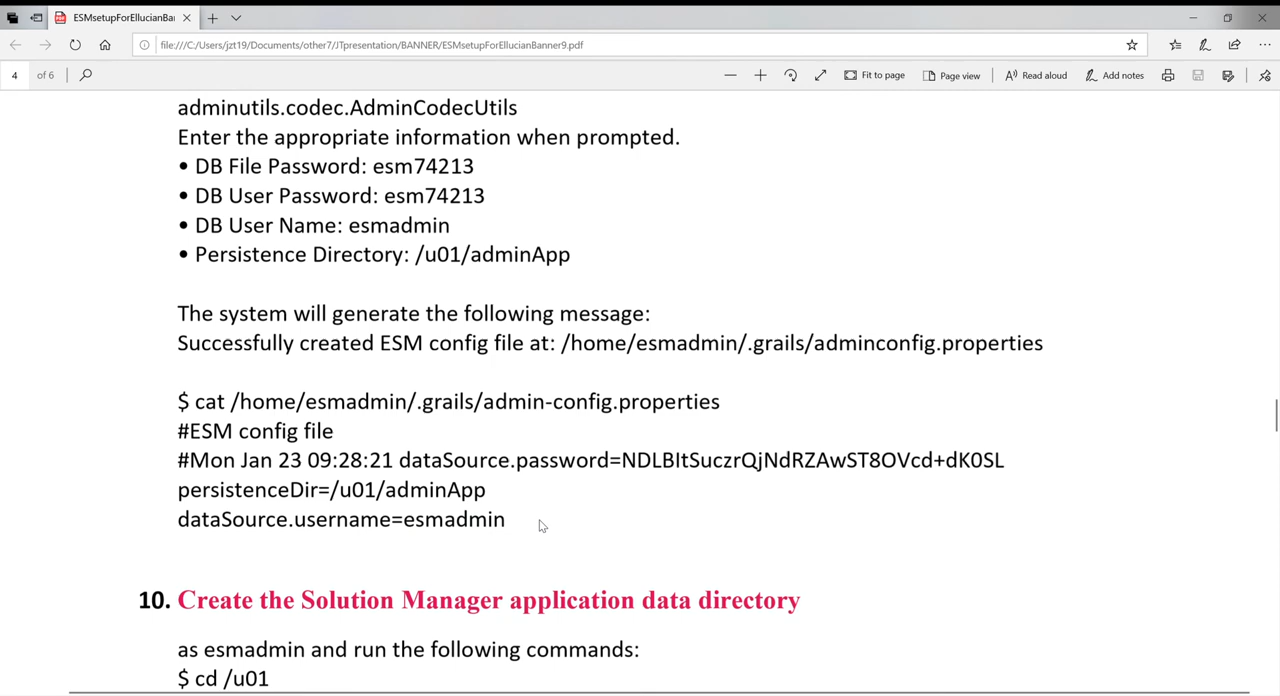 ESMsetupForEllucianBan
file:///C:/Users/jzt19/Documents/other7/JTpresentation/BANNER/ESMsetupForEllucianBanner9.pdf
4 of 6 Fit to page Page view Read aloud Add notes
adminutils.codec.AdminCodecUtils
Enter the appropriate information when prompted.
• DB File Password: esm74213
• DB User Password: esm74213
• DB User Name: esmadmin
• Persistence Directory: /u01/adminApp
The system will generate the following message:
Successfully created ESM config file at: /home/esmadmin/.grails/adminconfig.properties
$ cat /home/esmadmin/.grails/admin-config.properties
#ESM config file
#Mon Jan 23 09:28:21 dataSource.password=NDLBItSuczrQjNdRZAwST8OVcd+dK0SL
persistenceDir=/u01/adminApp
dataSource.username=esmadmin
10. Create the Solution Manager application data directory
as esmadmin and run the following commands:
$ cd /u01